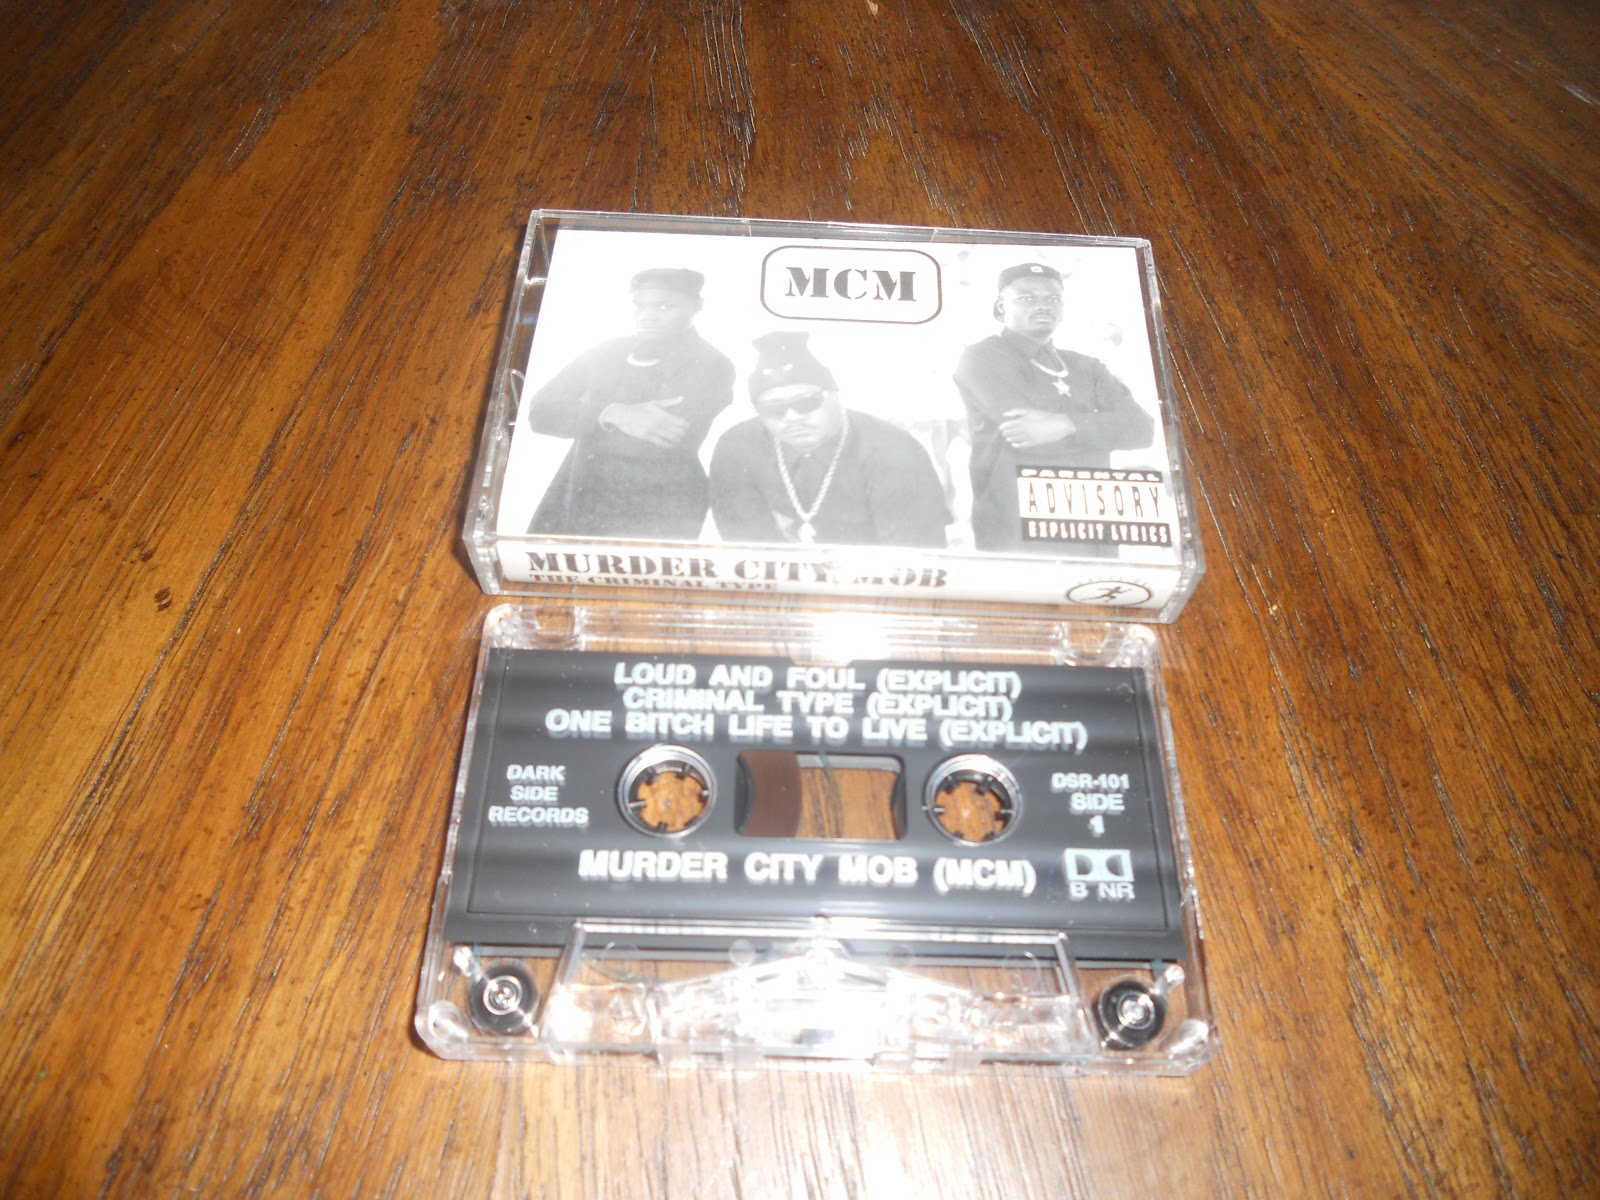 MCM
PARENTAL
ADVISORY
EXPLICIT LYRICS
MURDER CITY MOB
THE CRIMINAL TYPE
LOUD AND FOUL (EXPLICIT)
CRIMINAL TYPE (EXPLICIT)
ONE BITCH LIFE TO LIVE (EXPLICIT)
DARK
SIDE
RECORDS
DSR-101
SIDE
1
MURDER CITY MOB (MCM)
B NR